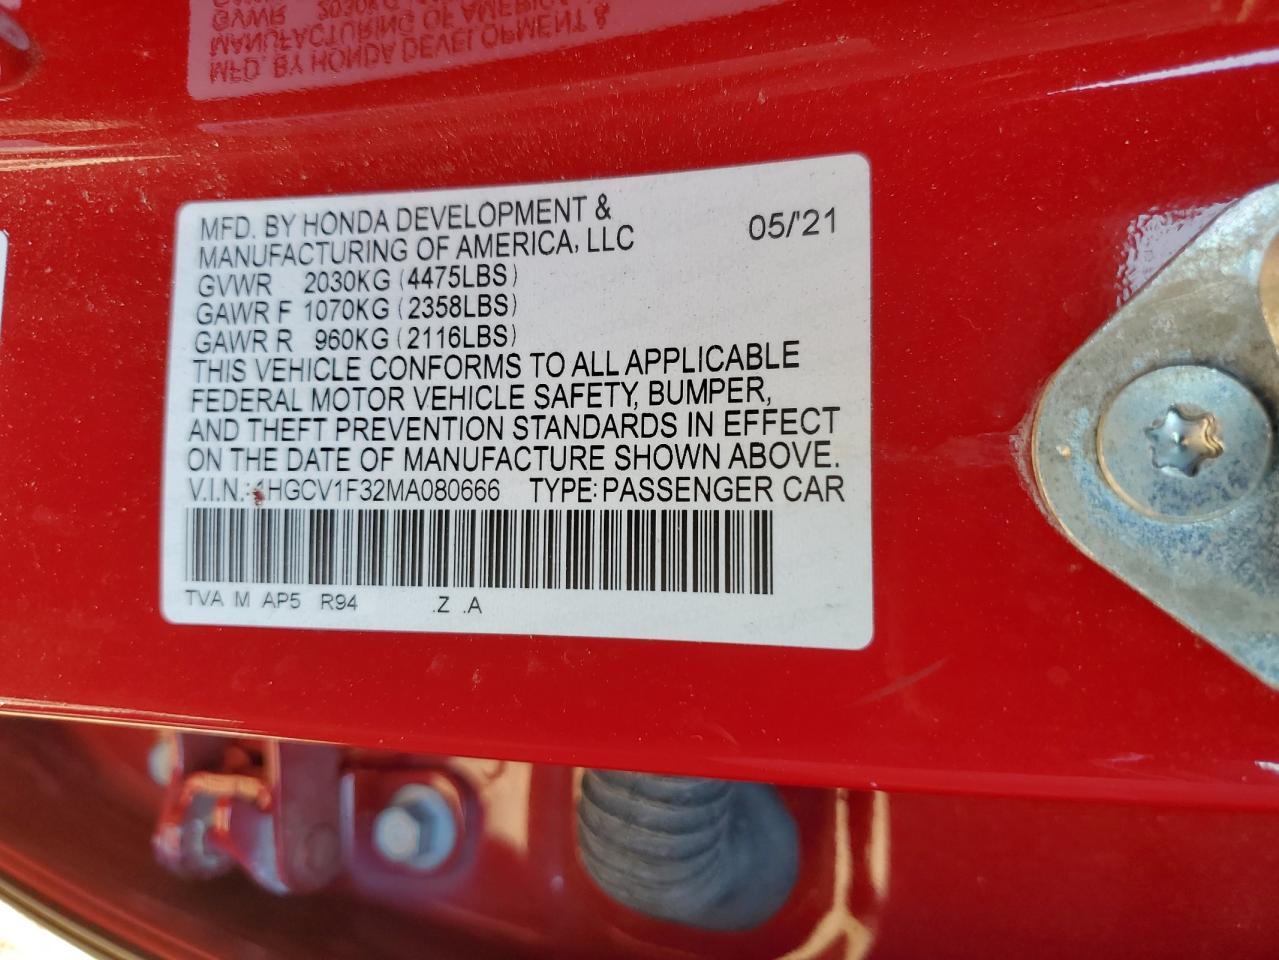 MFD. BY HONDA DEVELOPMENT &
MANUFACTURING OF AMERICA, LLC 05/'21
GVWR 2030KG (4475LBS)
GAWR F 1070KG (2358LBS)
GAWR R 960KG (2116LBS)
THIS VEHICLE CONFORMS TO ALL APPLICABLE
FEDERAL MOTOR VEHICLE SAFETY, BUMPER,
AND THEFT PREVENTION STANDARDS IN EFFECT
ON THE DATE OF MANUFACTURE SHOWN ABOVE.
V.I.N.: 1HGCV1F32MA080666 TYPE: PASSENGER CAR
TVA M AP5 R94 .Z .A